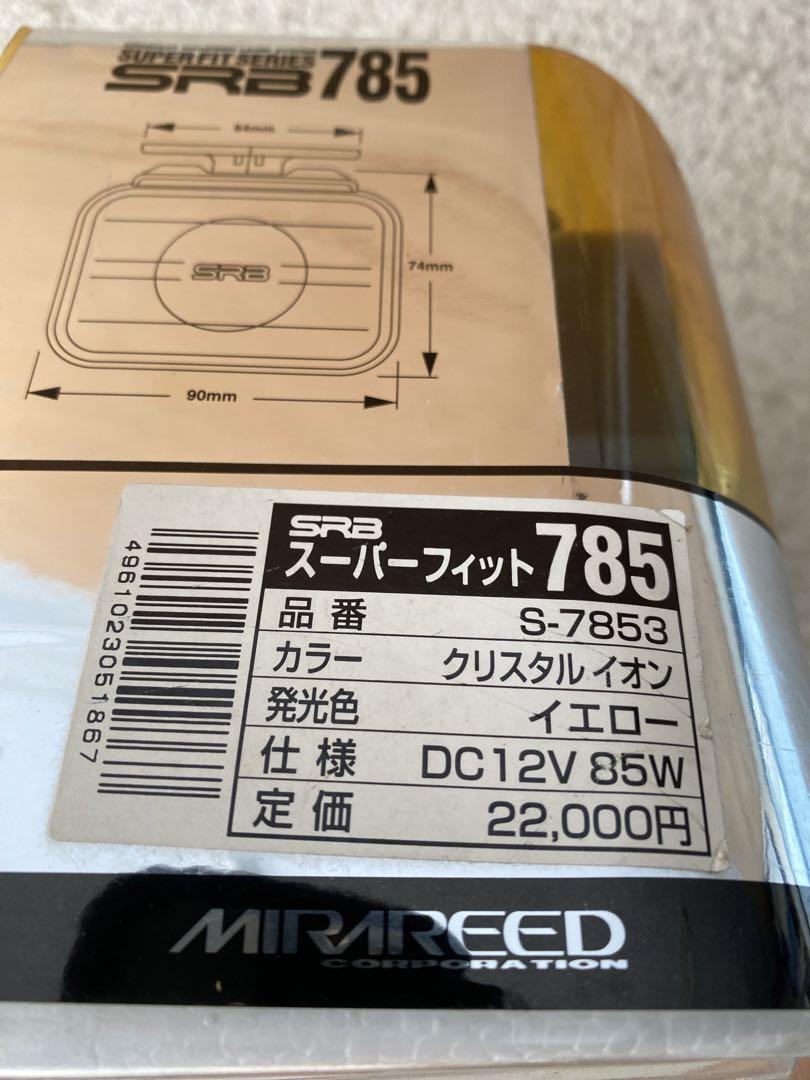 SUPER FIT SERIES
SRB 785
58mm
SRB
74mm
90mm
SRB
スーパーフィット 785
品番 S-7853
カラー クリスタル イオン
発光色 イエロー
仕様 DC12V 85W
定価 22,000円
4961023051867
MIRAREED
CORPORATION